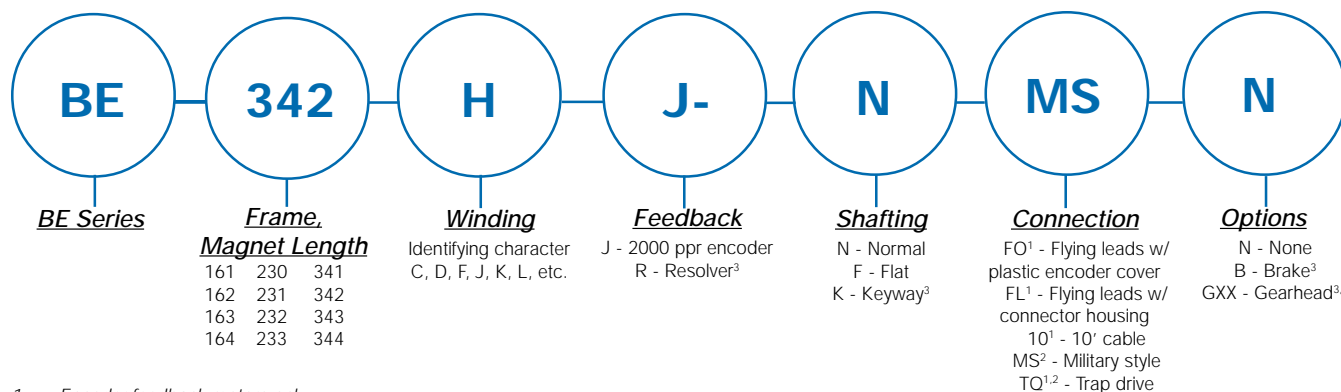 BE 342 H J- N MS N
BE Series
Frame,
Magnet Length
161 230 341
162 231 342
163 232 343
164 233 344
Winding
Identifying character
C, D, F, J, K, L, etc.
Feedback
J - 2000 ppr encoder
R - Resolver³
Shafting
N - Normal
F - Flat
K - Keyway³
Connection
FO¹ - Flying leads w/
plastic encoder cover
FL¹ - Flying leads w/
connector housing
10¹ - 10' cable
MS² - Military style
TQ¹,² - Trap drive
Options
N - None
B - Brake³
GXX - Gearhead³,